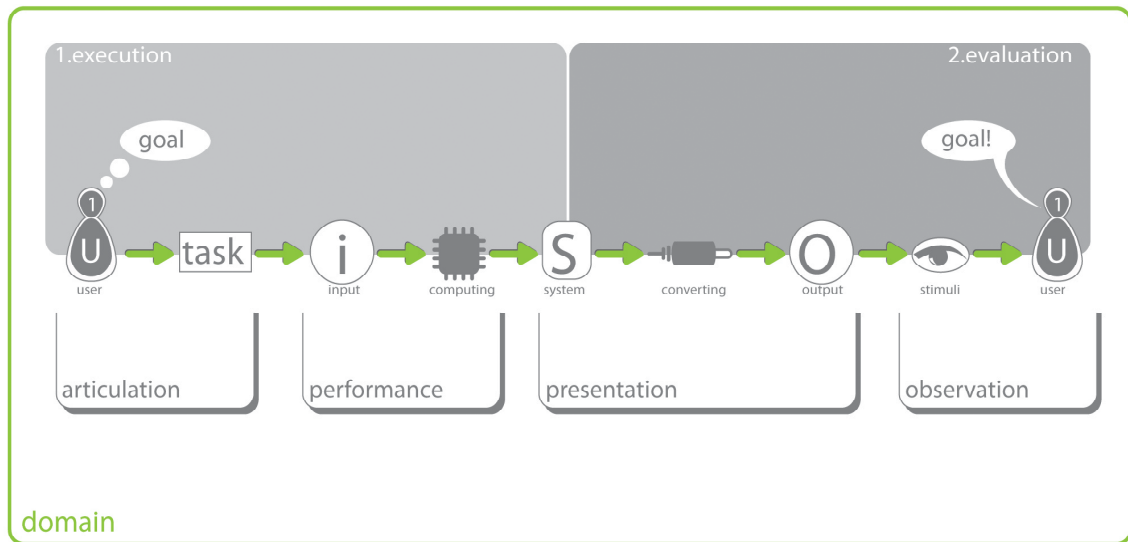 1.execution
2.evaluation
goal
goal!
1
1
U
task
i
S
O
U
user
input
computing
system
converting
output
stimuli
user
articulation
performance
presentation
observation
domain